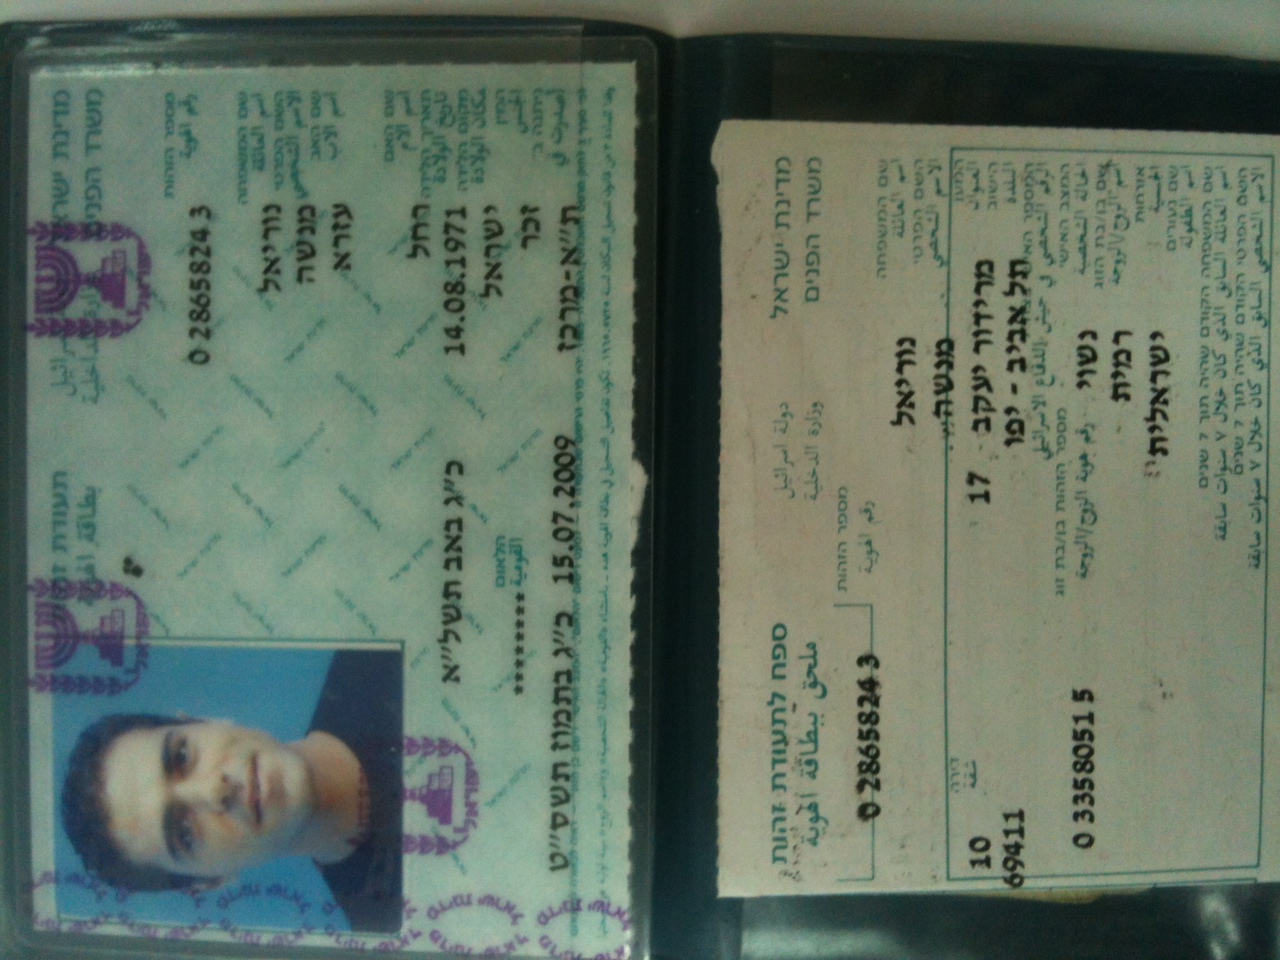 מדינת ישראל
משרד הפנים
وزارة الداخلية
תעודת זהות
بطاقة الهوية
ישראל
ישראל
מספר הזהות
رقم الهوية
0 2865824 3
שם המשפחה
اسم العائلة
נוריאל
השם הפרטי
الاسم الشخصي
מנשה
שם האב
اسم الاب
עזרא
שם האם
اسم الام
רחל
תאריך הלידה
تاريخ الولادة
14.08.1971 כ"ג באב תשל"א
מקום הלידה
مكان الولادة
ישראל
המין
الجنس
זכר
הלאום
القومية
********
ניתנה ב
أصدرت في
ת"א-מרכז 15.07.2009 כ"ג בתמוז תשס"ט
ישראל
מדינת ישראל دولة اسرائيل ספח לתעודת זהות
משרד הפנים وزارة الدخلية ملحق ببطاقة الهوية
מספר הזהות
رقم الهوية
0 2865824 3
שם המשפחה
اسم العائلة
נוריאל
השם הפרטי
الاسم الشخصي
מנשה
המען
العنوان
מרידור יעקב 17
דירה
شقة
10
הישוב
البلدة
תל אביב - יפו 69411
המספר האישי בצה"ל
الرقم الشخصي في جيش الدفاع الاسرائيلي
המצב האישי
الحالة الشخصية
נשוי
מספר הזהות בן/בת זוג
رقم هوية الزوج/الزوجة
0 3358051 5
שם בן/בת הזוג
اسم الزوج/الزوجة
רמית
אזרחות
الجنسية
ישראלית
שם נעורים
اسم الطفولة
שם המשפחה הקודם שהיה תוך 7 שנים
اسم العائلة السابق الذي كان خلال ٧ سنوات سابقة
השם הפרטי הקודם שהיה תוך 7 שנים
الاسم الشخصي السابق الذي كان خلال ٧ سنوات سابقة